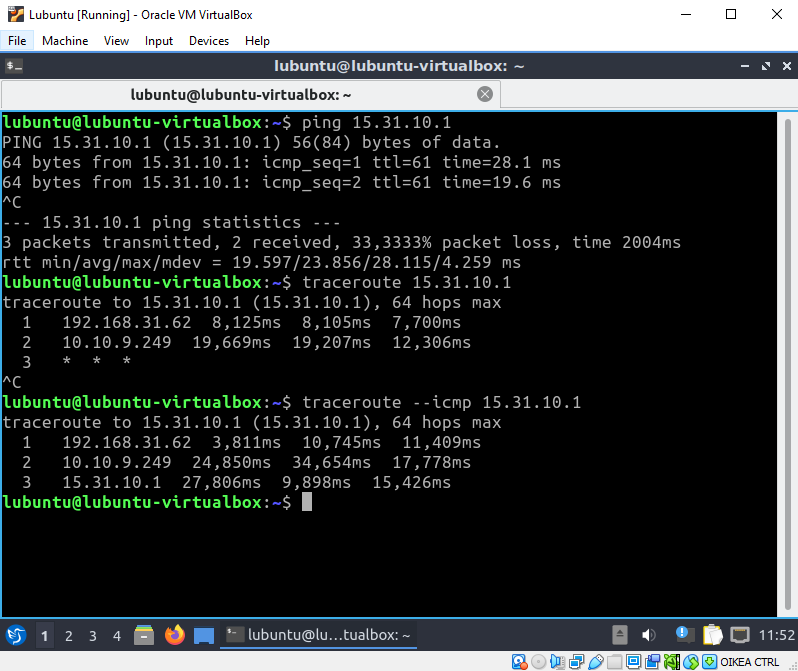 Lubuntu [Running] - Oracle VM VirtualBox
File Machine View Input Devices Help
lubuntu@lubuntu-virtualbox: ~
lubuntu@lubuntu-virtualbox: ~
lubuntu@lubuntu-virtualbox:~$ ping 15.31.10.1
PING 15.31.10.1 (15.31.10.1) 56(84) bytes of data.
64 bytes from 15.31.10.1: icmp_seq=1 ttl=61 time=28.1 ms
64 bytes from 15.31.10.1: icmp_seq=2 ttl=61 time=19.6 ms
^C
--- 15.31.10.1 ping statistics ---
3 packets transmitted, 2 received, 33,3333% packet loss, time 2004ms
rtt min/avg/max/mdev = 19.597/23.856/28.115/4.259 ms
lubuntu@lubuntu-virtualbox:~$ traceroute 15.31.10.1
traceroute to 15.31.10.1 (15.31.10.1), 64 hops max
1 192.168.31.62 8,125ms 8,105ms 7,700ms
2 10.10.9.249 19,669ms 19,207ms 12,306ms
3 * * *
^C
lubuntu@lubuntu-virtualbox:~$ traceroute --icmp 15.31.10.1
traceroute to 15.31.10.1 (15.31.10.1), 64 hops max
1 192.168.31.62 3,811ms 10,745ms 11,409ms
2 10.10.9.249 24,850ms 34,654ms 17,778ms
3 15.31.10.1 27,806ms 9,898ms 15,426ms
lubuntu@lubuntu-virtualbox:~$
1 2 3 4 lubuntu@lu...tualbox: ~ 11:52
OIKEA CTRL